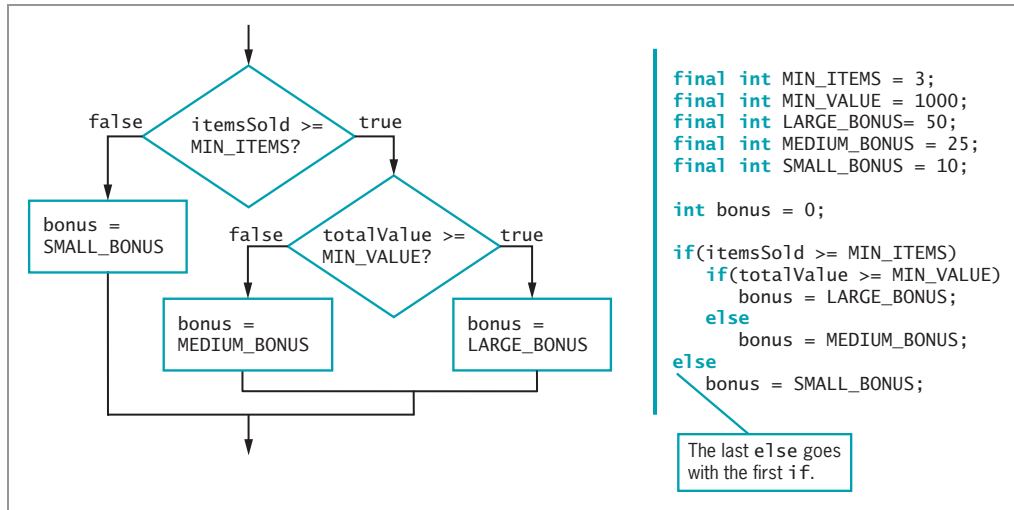 itemsSold >=
MIN_ITEMS?
false
true
bonus =
SMALL_BONUS
totalValue >=
MIN_VALUE?
false
true
bonus =
MEDIUM_BONUS
bonus =
LARGE_BONUS
final int MIN_ITEMS = 3;
final int MIN_VALUE = 1000;
final int LARGE_BONUS= 50;
final int MEDIUM_BONUS = 25;
final int SMALL_BONUS = 10;
int bonus = 0;
if(itemsSold >= MIN_ITEMS)
if(totalValue >= MIN_VALUE)
bonus = LARGE_BONUS;
else
bonus = MEDIUM_BONUS;
else
bonus = SMALL_BONUS;
The last else goes
with the first if.